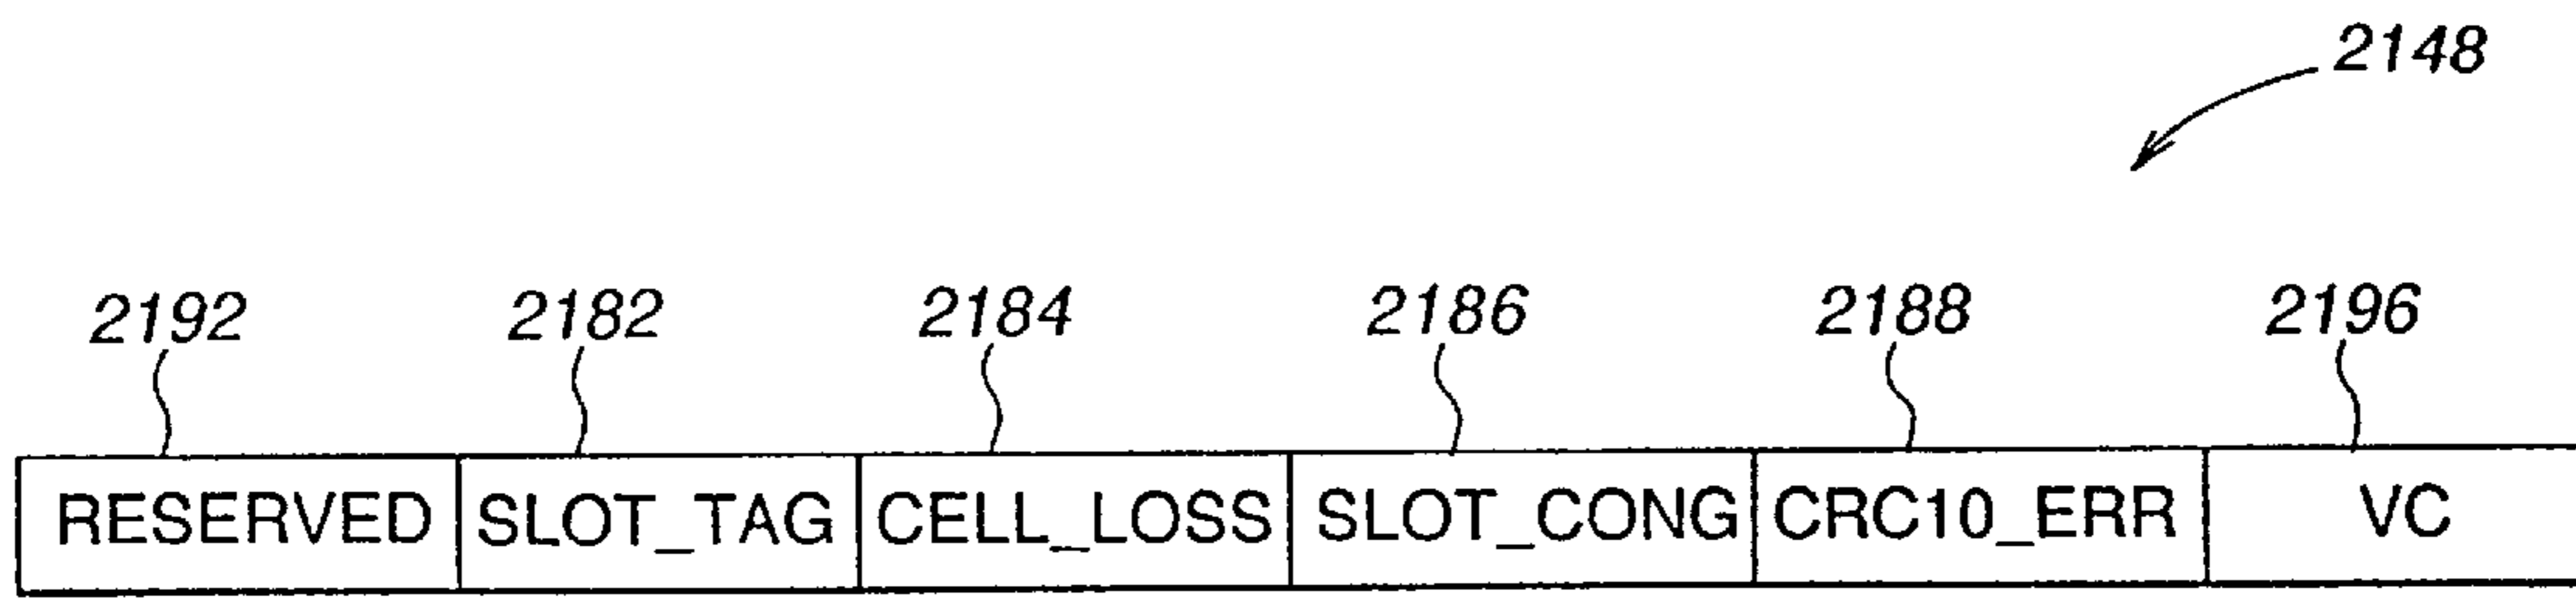 2148
2192 2182 2184 2186 2188 2196
RESERVED SLOT_TAG CELL_LOSS SLOT_CONG CRC10_ERR VC